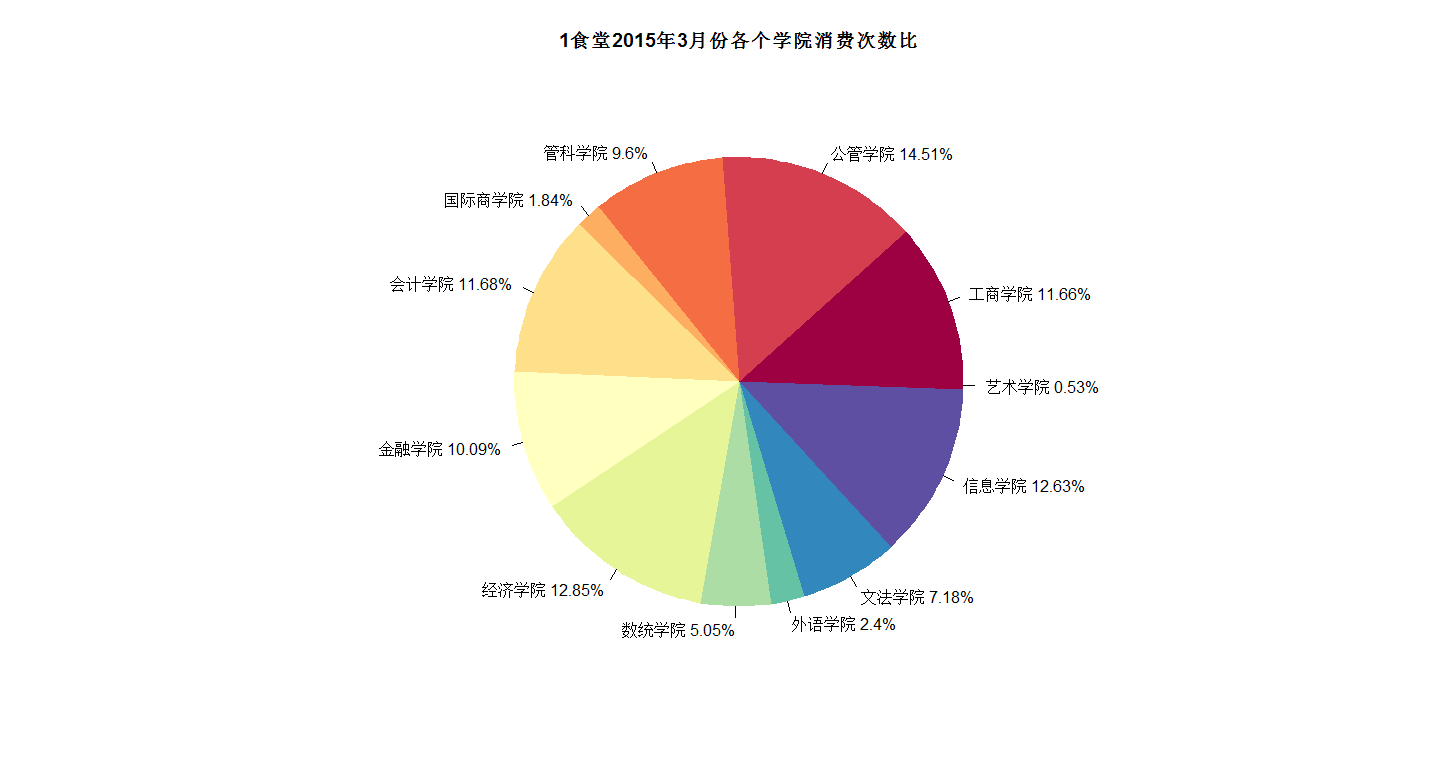 1食堂2015年3月份各个学院消费次数比
管科学院 9.6%
公管学院 14.51%
国际商学院 1.84%
会计学院 11.68%
工商学院 11.66%
艺术学院 0.53%
金融学院 10.09%
信息学院 12.63%
经济学院 12.85%
文法学院 7.18%
数统学院 5.05%
外语学院 2.4%